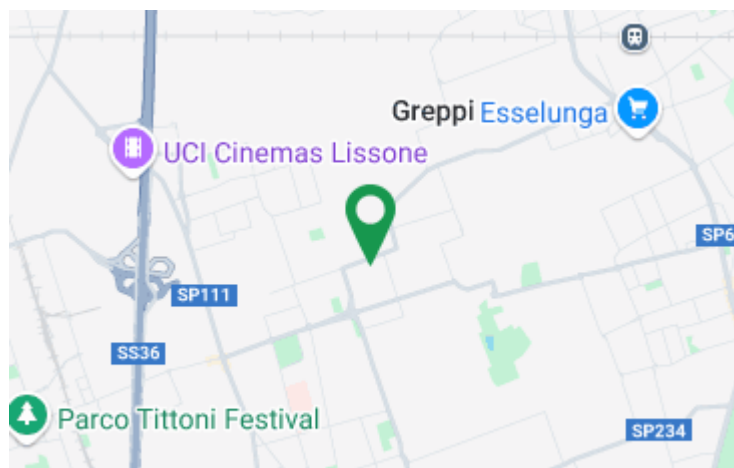 Greppi Esselunga
UCI Cinemas Lissone
SP6
SP111
SS36
Parco Tittoni Festival
SP234